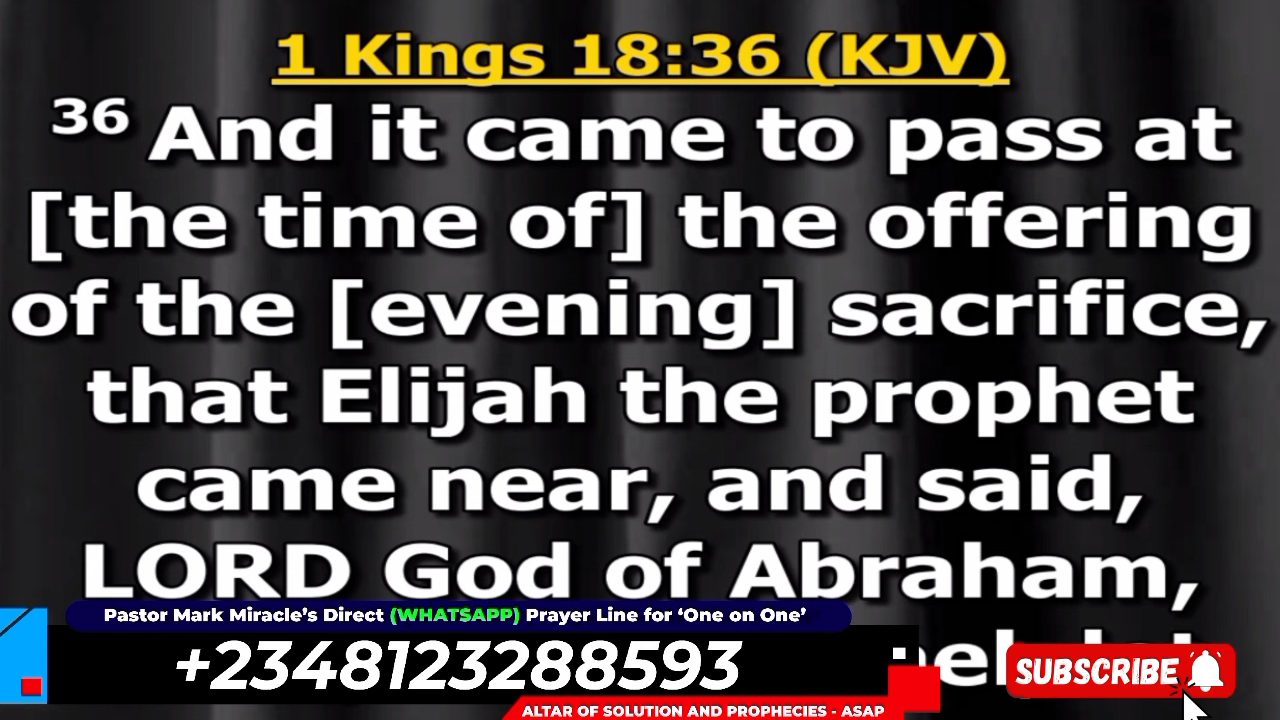 1 Kings 18:36 (KJV)
36 And it came to pass at
[the time of] the offering
of the [evening] sacrifice,
that Elijah the prophet
came near, and said,
LORD God of Abraham,
Pastor Mark Miracle’s Direct (WHATSAPP) Prayer Line for ‘One on One’
+2348123288593
SUBSCRIBE
ALTAR OF SOLUTION AND PROPHECIES - ASAP